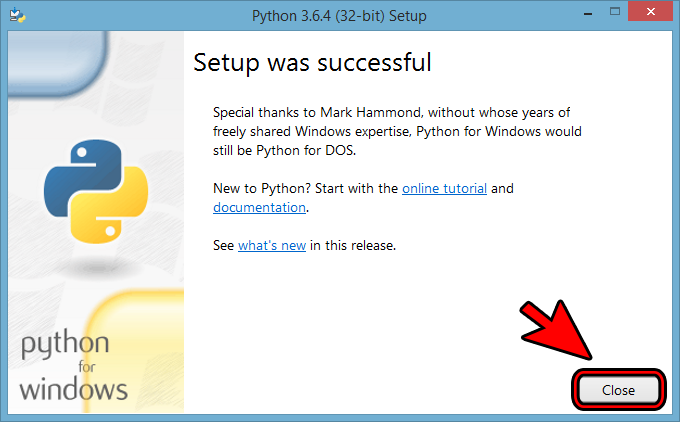 Python 3.6.4 (32-bit) Setup
Setup was successful
Special thanks to Mark Hammond, without whose years of
freely shared Windows expertise, Python for Windows would
still be Python for DOS.
New to Python? Start with the online tutorial and
documentation.
See what's new in this release.
python
for
windows
Close